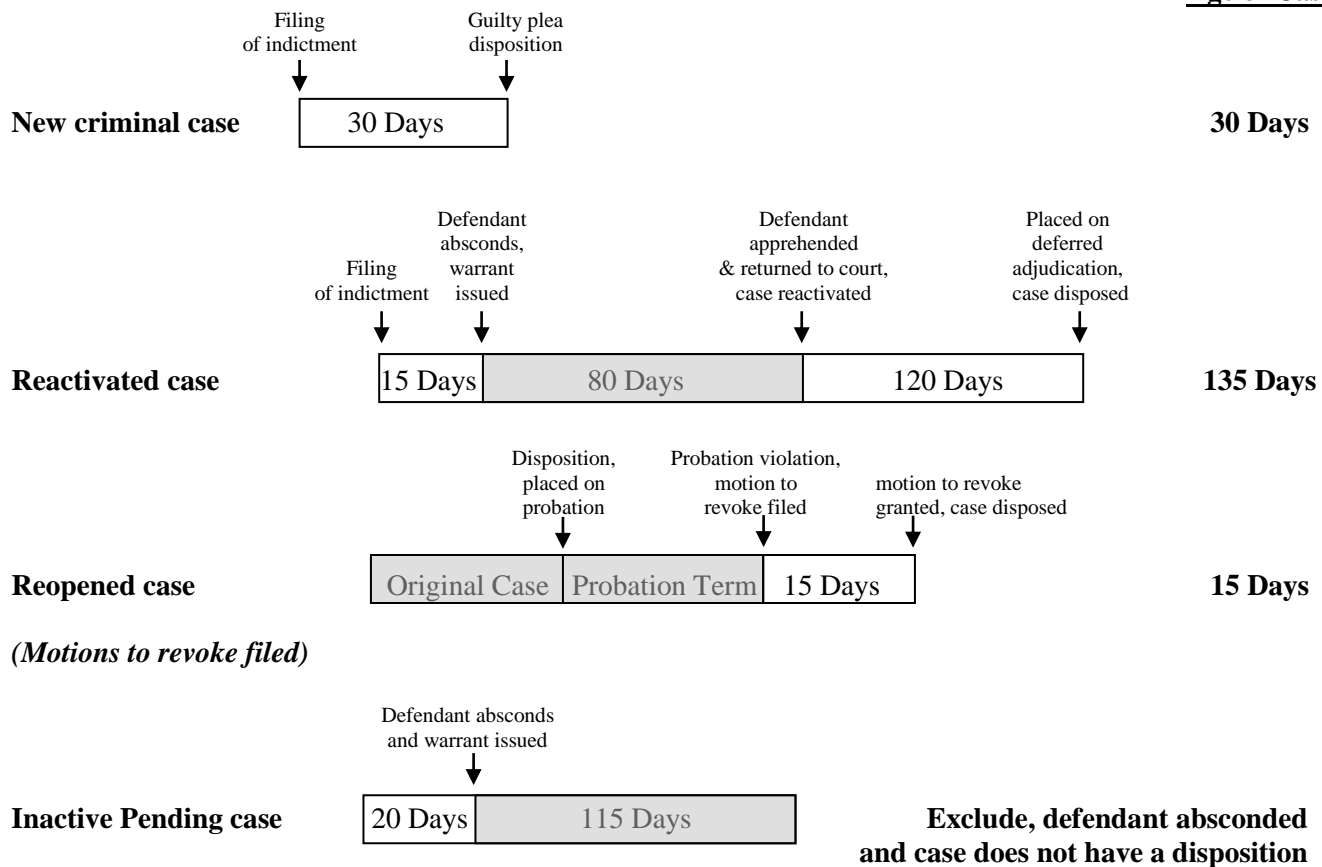 Filing
of indictment
Guilty plea
disposition
New criminal case
30 Days
30 Days
Filing
of indictment
Defendant
absconds,
warrant
issued
Defendant
apprehended
& returned to court,
case reactivated
Placed on
deferred
adjudication,
case disposed
Reactivated case
15 Days
80 Days
120 Days
135 Days
Disposition,
placed on
probation
Probation violation,
motion to
revoke filed
motion to revoke
granted, case disposed
Reopened case
Original Case
Probation Term
15 Days
15 Days
(Motions to revoke filed)
Defendant absconds
and warrant issued
Inactive Pending case
20 Days
115 Days
Exclude, defendant absconded
and case does not have a disposition